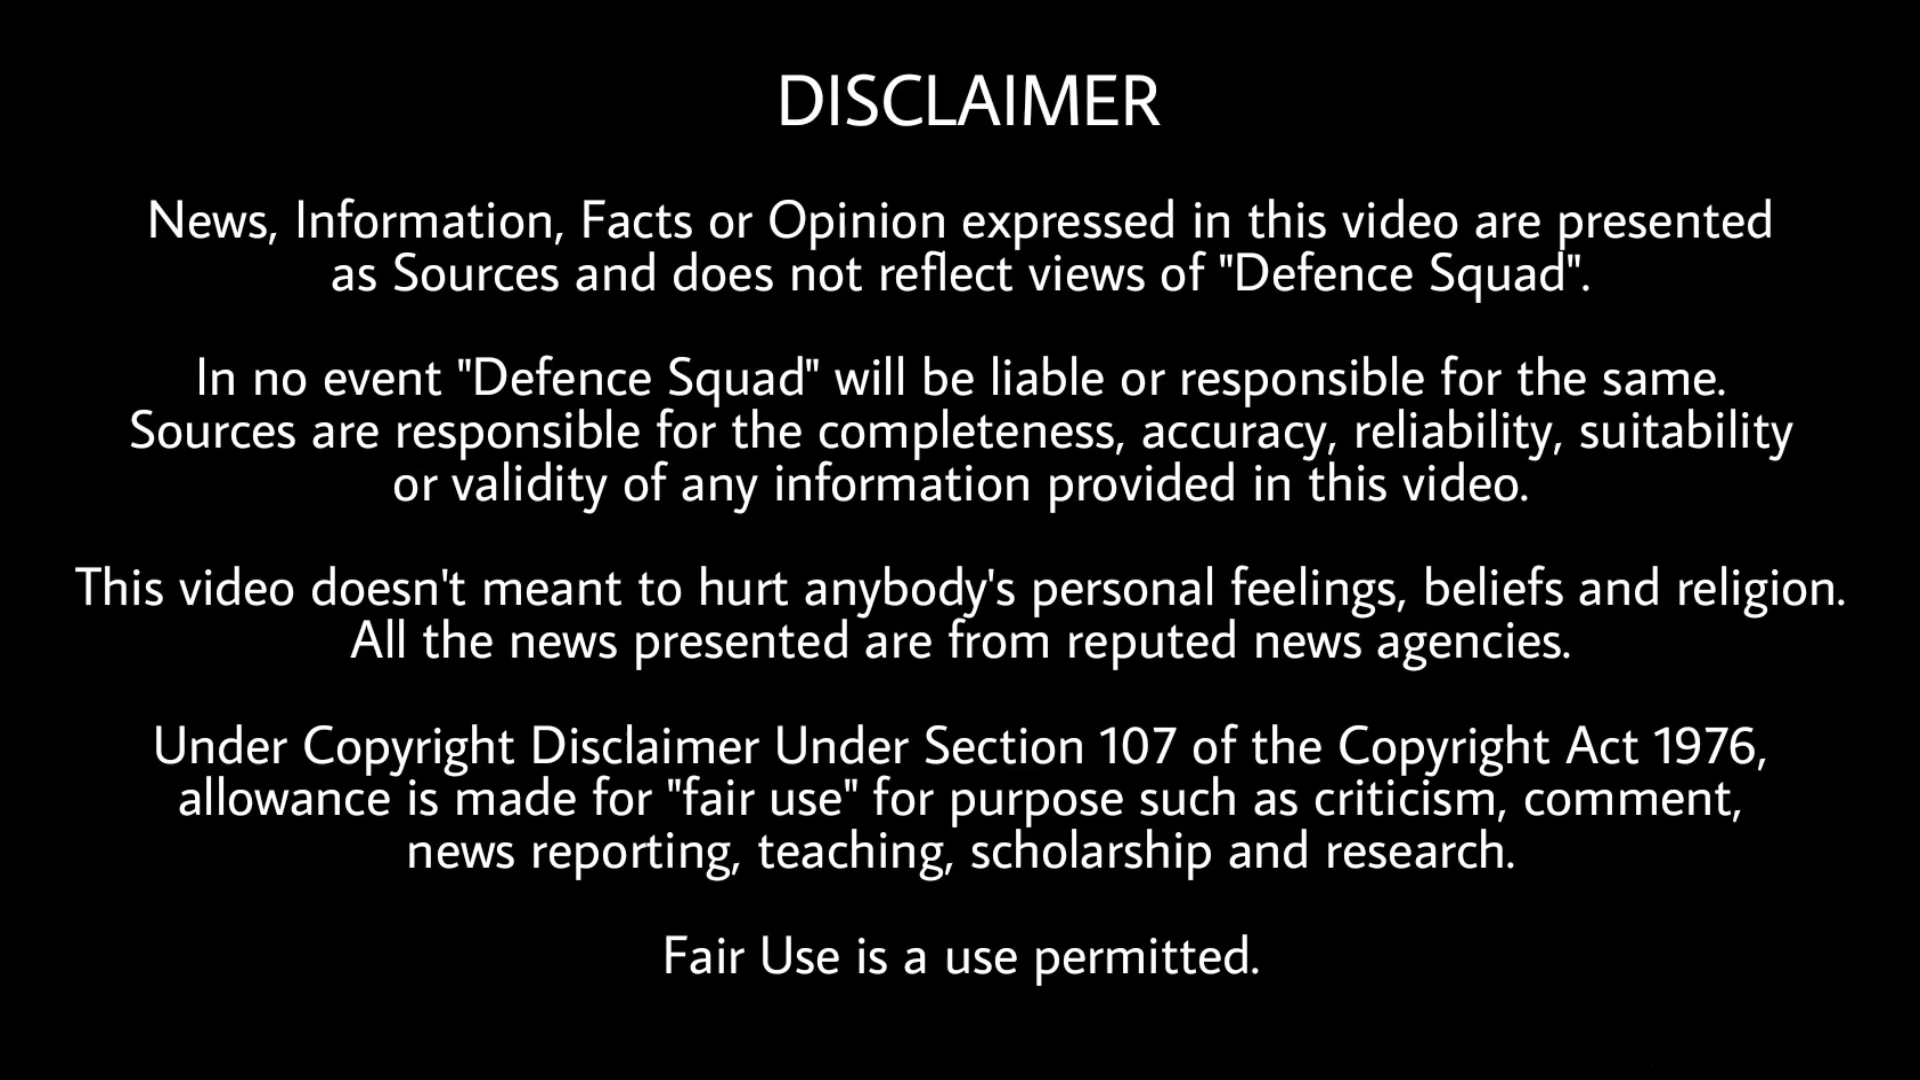 DISCLAIMER
News, Information, Facts or Opinion expressed in this video are presented
as Sources and does not reflect views of "Defence Squad".
In no event "Defence Squad" will be liable or responsible for the same.
Sources are responsible for the completeness, accuracy, reliability, suitability
or validity of any information provided in this video.
This video doesn't meant to hurt anybody's personal feelings, beliefs and religion.
All the news presented are from reputed news agencies.
Under Copyright Disclaimer Under Section 107 of the Copyright Act 1976,
allowance is made for "fair use" for purpose such as criticism, comment,
news reporting, teaching, scholarship and research.
Fair Use is a use permitted.